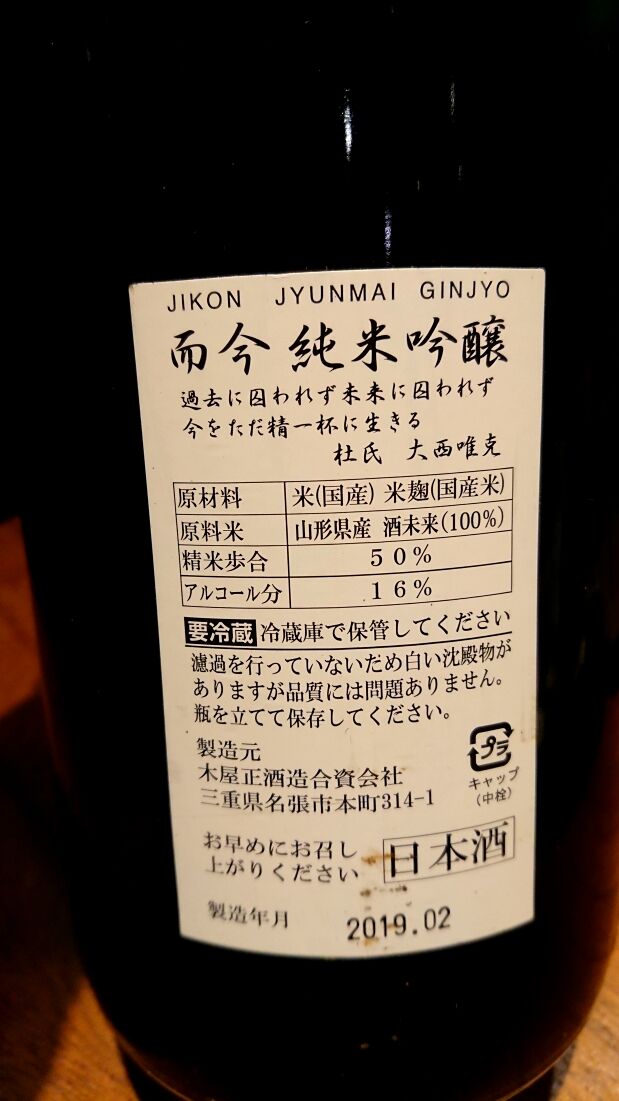 JIKON JYUNMAI GINJYO
而今 純米吟醸
過去に囚われず未来に囚われず
今をただ精一杯に生きる
杜氏 大西唯克
原材料 米(国産) 米麹(国産米)
原料米 山形県産 酒未来(100%)
精米歩合 50%
アルコール分 16%
要冷蔵 冷蔵庫で保管してください
濾過を行っていないだめ白い沈殿物が
ありますが品質には問題ありません。
瓶を立てて保存してください。
製造元
木屋正酒造合資会社
三重県名張市本町314-1
プラ
キャップ
(中栓)
お早めにお召し
上がりください
日本酒
製造年月 2019.02